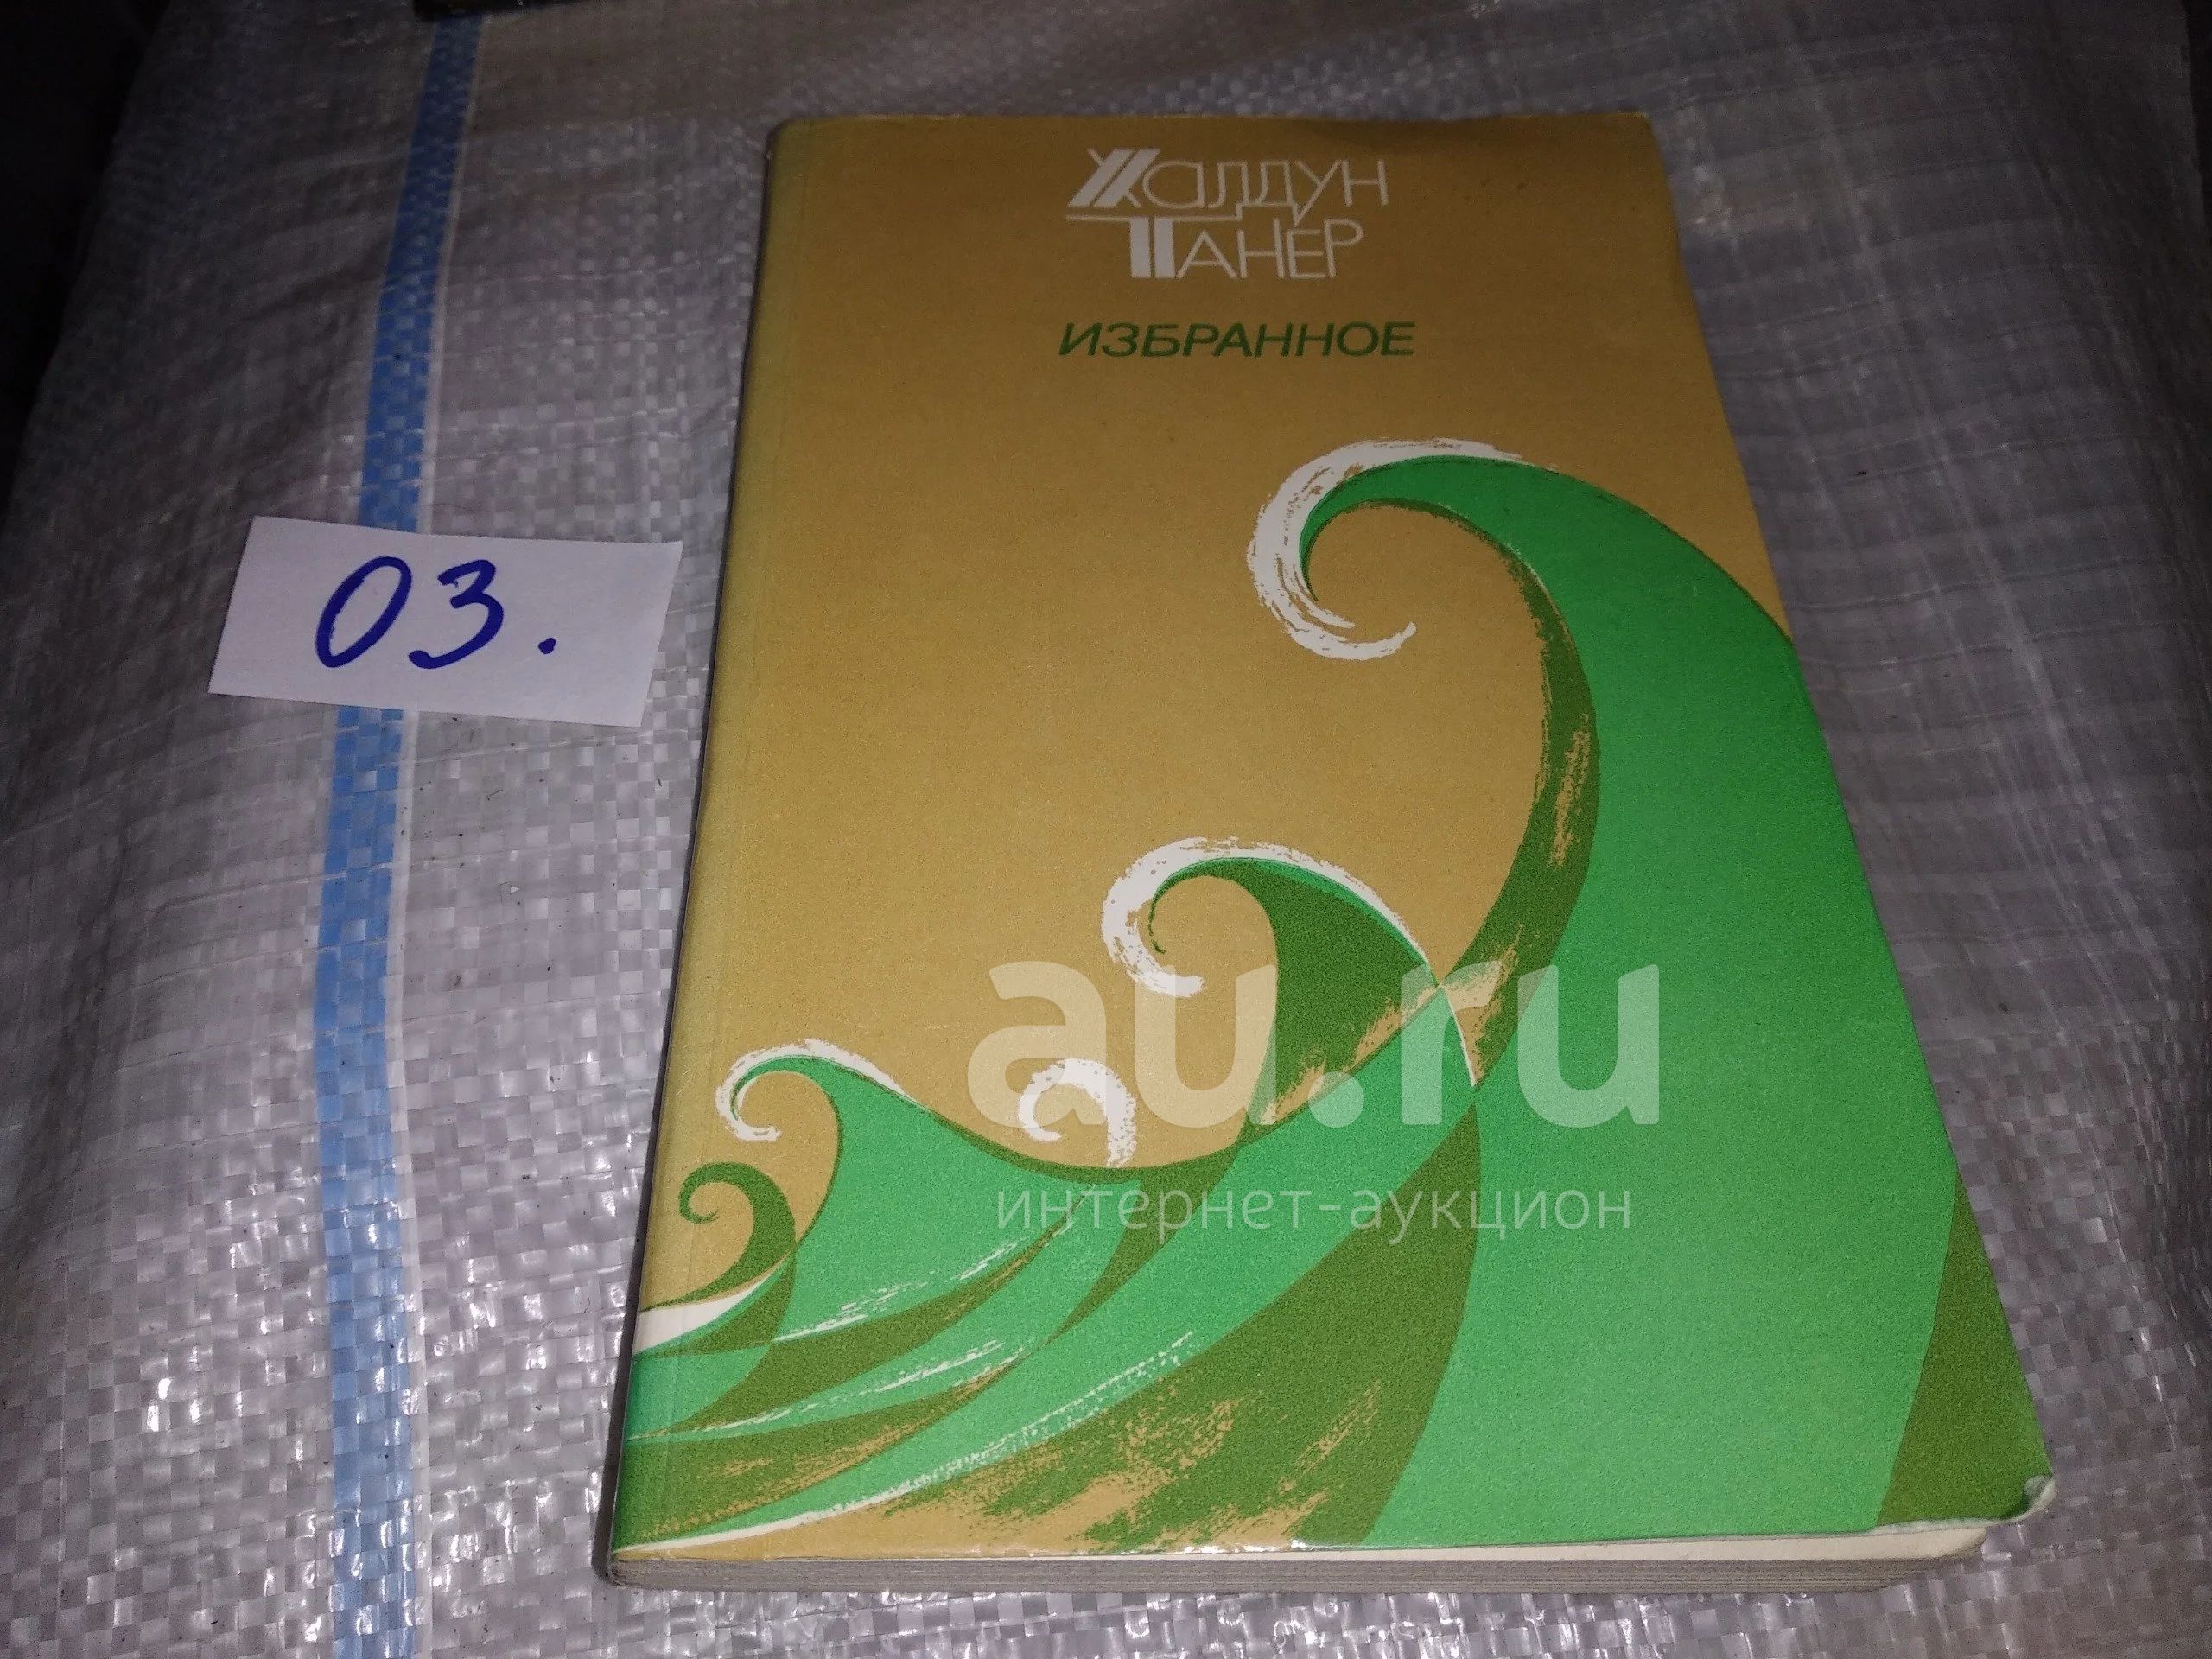 Халдун
Танер
ИЗБРАННОЕ
03.
au.ru
интернет-аукцион